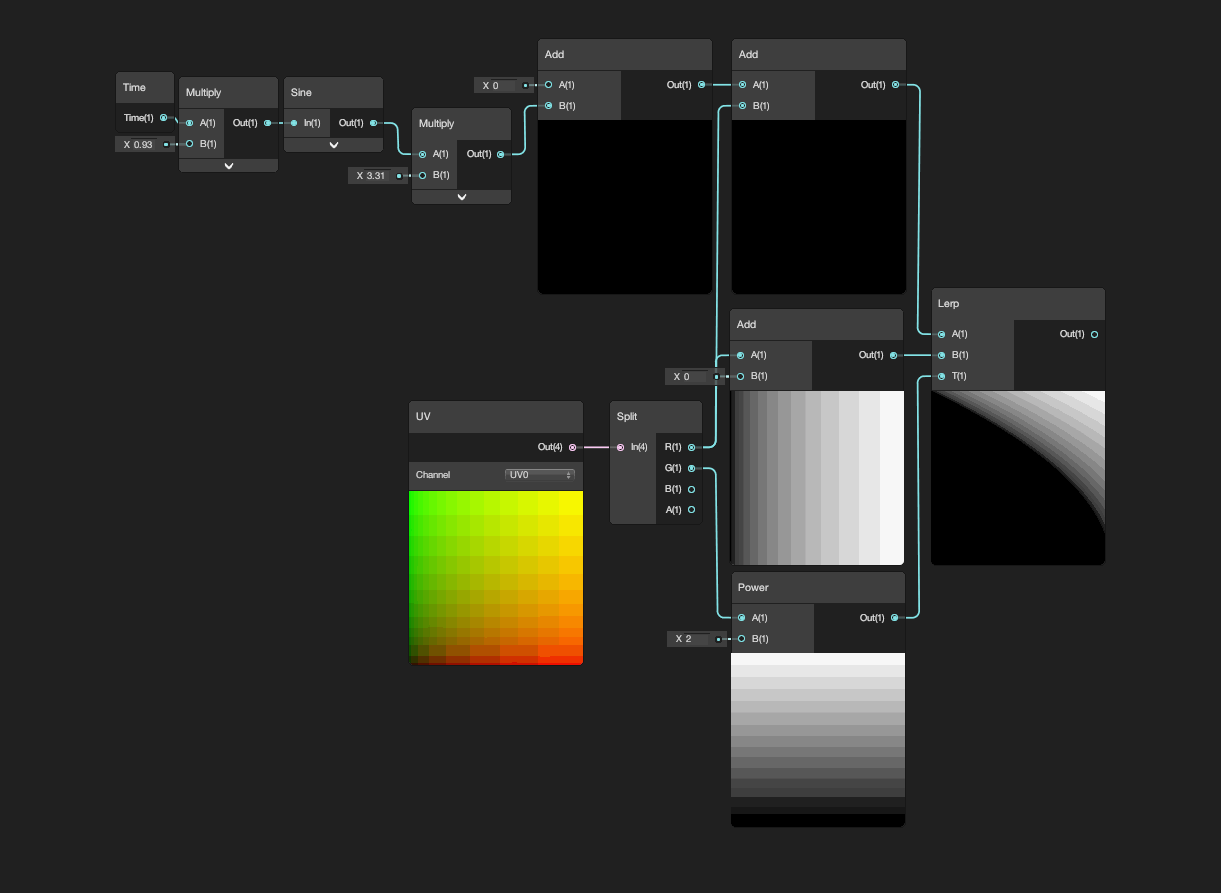 Time
Time(1)
X 0.93
Multiply
A(1) Out(1)
B(1)
Sine
In(1) Out(1)
Multiply
A(1) Out(1)
X 3.31
B(1)
Add
X 0
A(1) Out(1)
B(1)
Add
A(1) Out(1)
B(1)
Add
A(1) Out(1)
X 0
B(1)
Lerp
A(1) Out(1)
B(1)
T(1)
UV
Out(4)
Channel UV0
Split
In(4) R(1)
G(1)
B(1)
A(1)
Power
A(1) Out(1)
X 2
B(1)